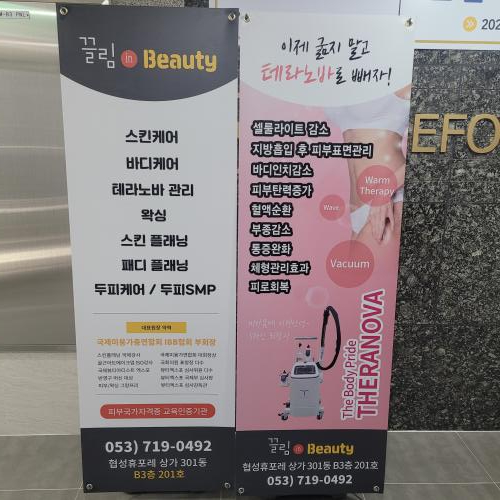 끌림 in Beauty
스킨케어
바디케어
테라노바 관리
왁싱
스킨 플래닝
패디 플래닝
두피케어 / 두피SMP
대표원장 약력
국제미용가총연합회 IBB협회 부회장
피부국가자격증 교육인증기관
053) 719-0492
협성휴포레 상가 301동
B3층 201호
이제 굶지 말고
테라노바로 빼자!
셀룰라이트 감소
지방흡입 후 피부표면관리
바디인치감소
피부탄력증가
혈액순환
부종감소
통증완화
체형관리효과
피로회복
Warm
Therapy
Wave
Vacuum
The Body Pride
THERANOVA
끌림 in Beauty
협성휴포레 상가 301동 B3층 201호
053) 719-0492
EFO
202